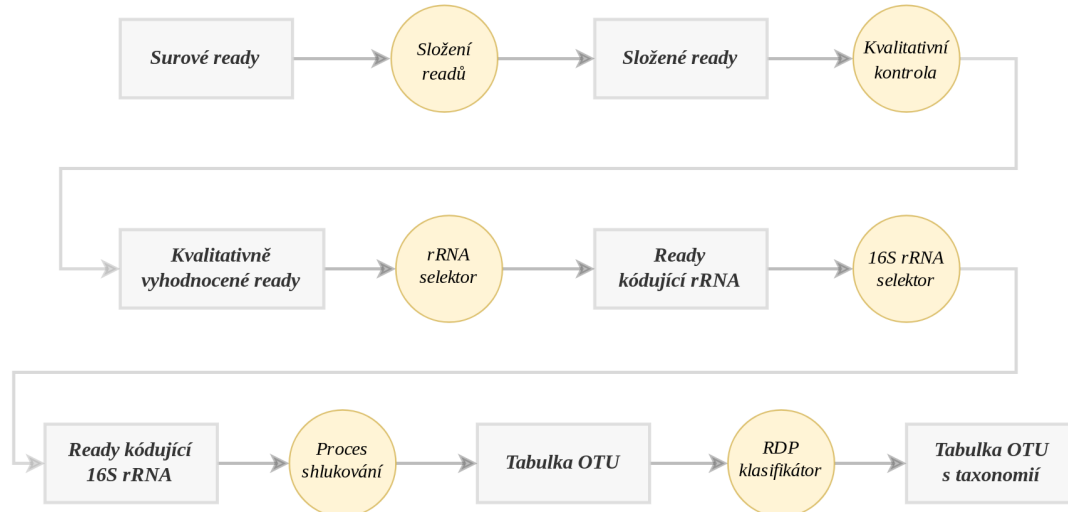 Surové ready
Složení
readů
Složené ready
Kvalitativní
kontrola
Kvalitativně
vyhodnocené ready
rRNA
selektor
Ready
kódující rRNA
16S rRNA
selektor
Ready kódující
16S rRNA
Proces
shlukování
Tabulka OTU
RDP
klasifikátor
Tabulka OTU
s taxonomií